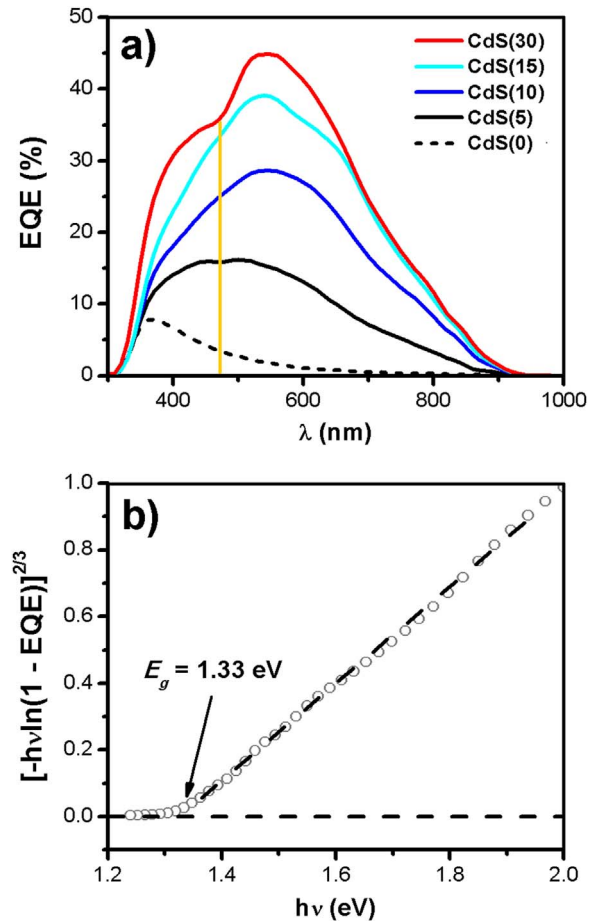 a)
CdS(30)
CdS(15)
CdS(10)
CdS(5)
CdS(0)
50
45
40
30
20
10
0
EQE (%)
400 600 800 1000
λ (nm)
b)
1.0
0.8
0.6
0.4
0.2
0.0
[-hνln(1 - EQE)]^2/3
E_g = 1.33 eV
1.2 1.4 1.6 1.8 2.0
hν (eV)